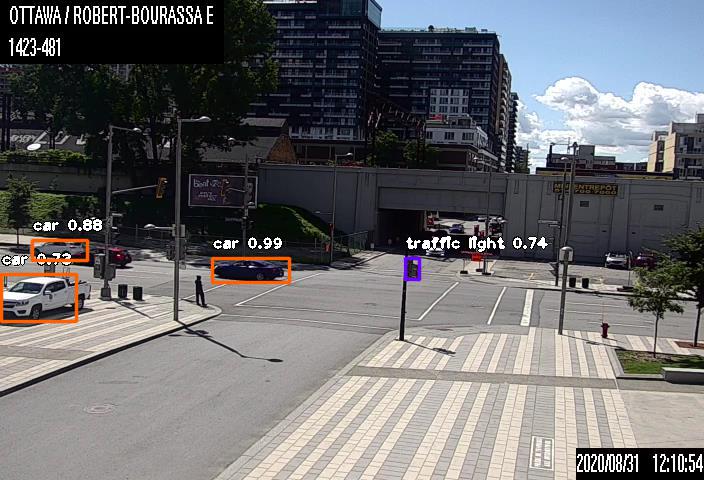 OTTAWA / ROBERT-BOURASSA E
1423-481
car 0.88
car 0.99
traffic light 0.74
car 0.73
2020/08/31 12:10:54